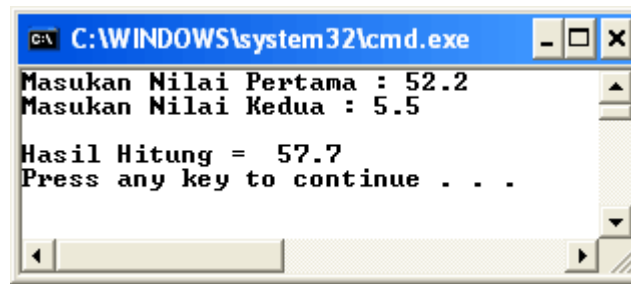 C:\WINDOWS\system32\cmd.exe
Masukan Nilai Pertama : 52.2
Masukan Nilai Kedua : 5.5
Hasil Hitung =  57.7
Press any key to continue . . .